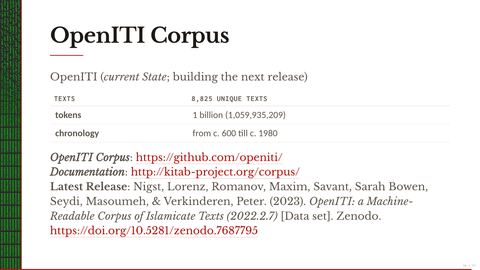 OpenITI Corpus
OpenITI (current State; building the next release)
TEXTS 8,825 UNIQUE TEXTS
tokens 1 billion (1,059,935,209)
chronology from c. 600 till c. 1980
OpenITI Corpus: https://github.com/openiti/
Documentation: http://kitab-project.org/corpus/
Latest Release: Nigst, Lorenz, Romanov, Maxim, Savant, Sarah Bowen,
Seydi, Masoumeh, & Verkinderen, Peter. (2023). OpenITI: a Machine-
Readable Corpus of Islamicate Texts (2022.2.7) [Data set]. Zenodo.
https://doi.org/10.5281/zenodo.7687795